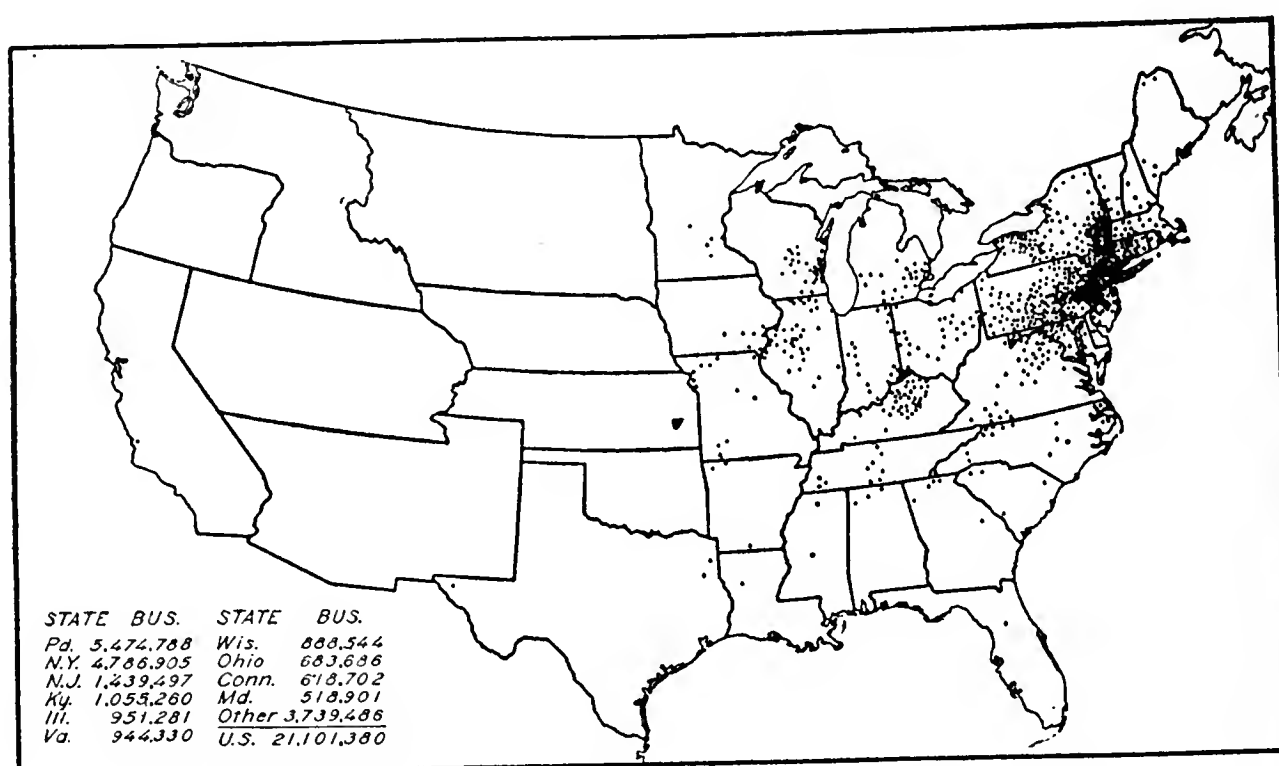 STATE BUS. STATE BUS.
Pa. 5,474,788 Wis. 888,544
N.Y. 4,786,905 Ohio 683,686
N.J. 1,439,497 Conn. 618,702
Ky. 1,055,260 Md. 518,901
Ill. 951,281 Other 3,739,486
Va. 944,330 U.S. 21,101,380